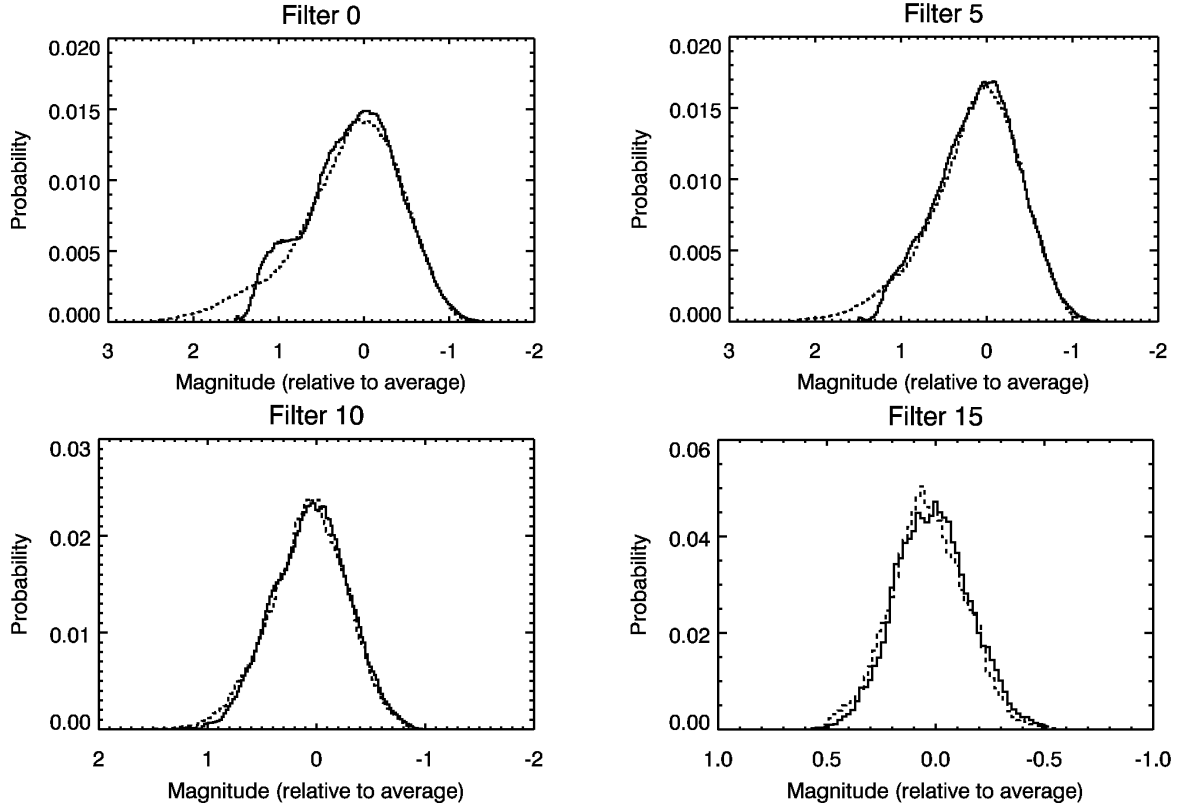 Filter 0
0.020
0.015
0.010
0.005
0.000
Probability
3 2 1 0 -1 -2
Magnitude (relative to average)
Filter 5
0.020
0.015
0.010
0.005
0.000
Probability
3 2 1 0 -1 -2
Magnitude (relative to average)
Filter 10
0.03
0.02
0.01
0.00
Probability
2 1 0 -1 -2
Magnitude (relative to average)
Filter 15
0.06
0.04
0.02
0.00
Probability
1.0 0.5 0.0 -0.5 -1.0
Magnitude (relative to average)